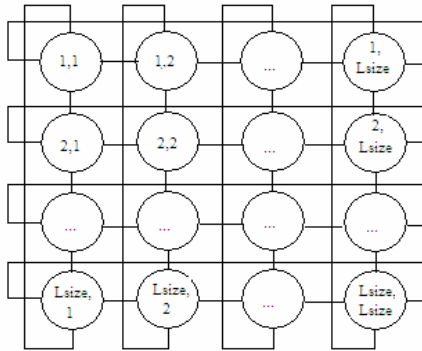 1,1
1,2
...
1,
Lsize
2,1
2,2
...
2,
Lsize
...
...
...
...
Lsize,
1
Lsize,
2
...
Lsize,
Lsize